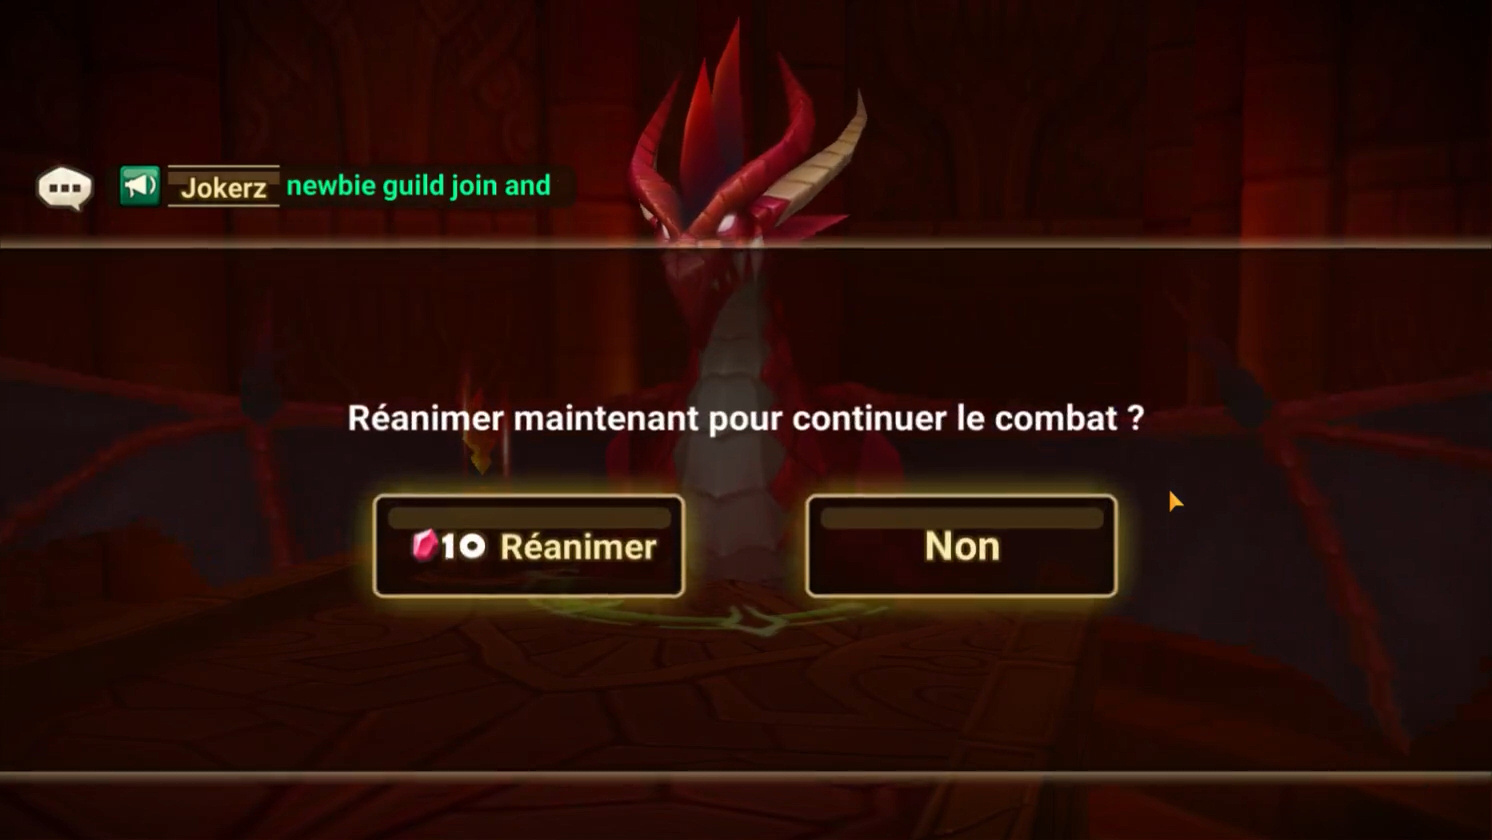 Jokerz newbie guild join and
Réanimer maintenant pour continuer le combat ?
10 Réanimer
Non